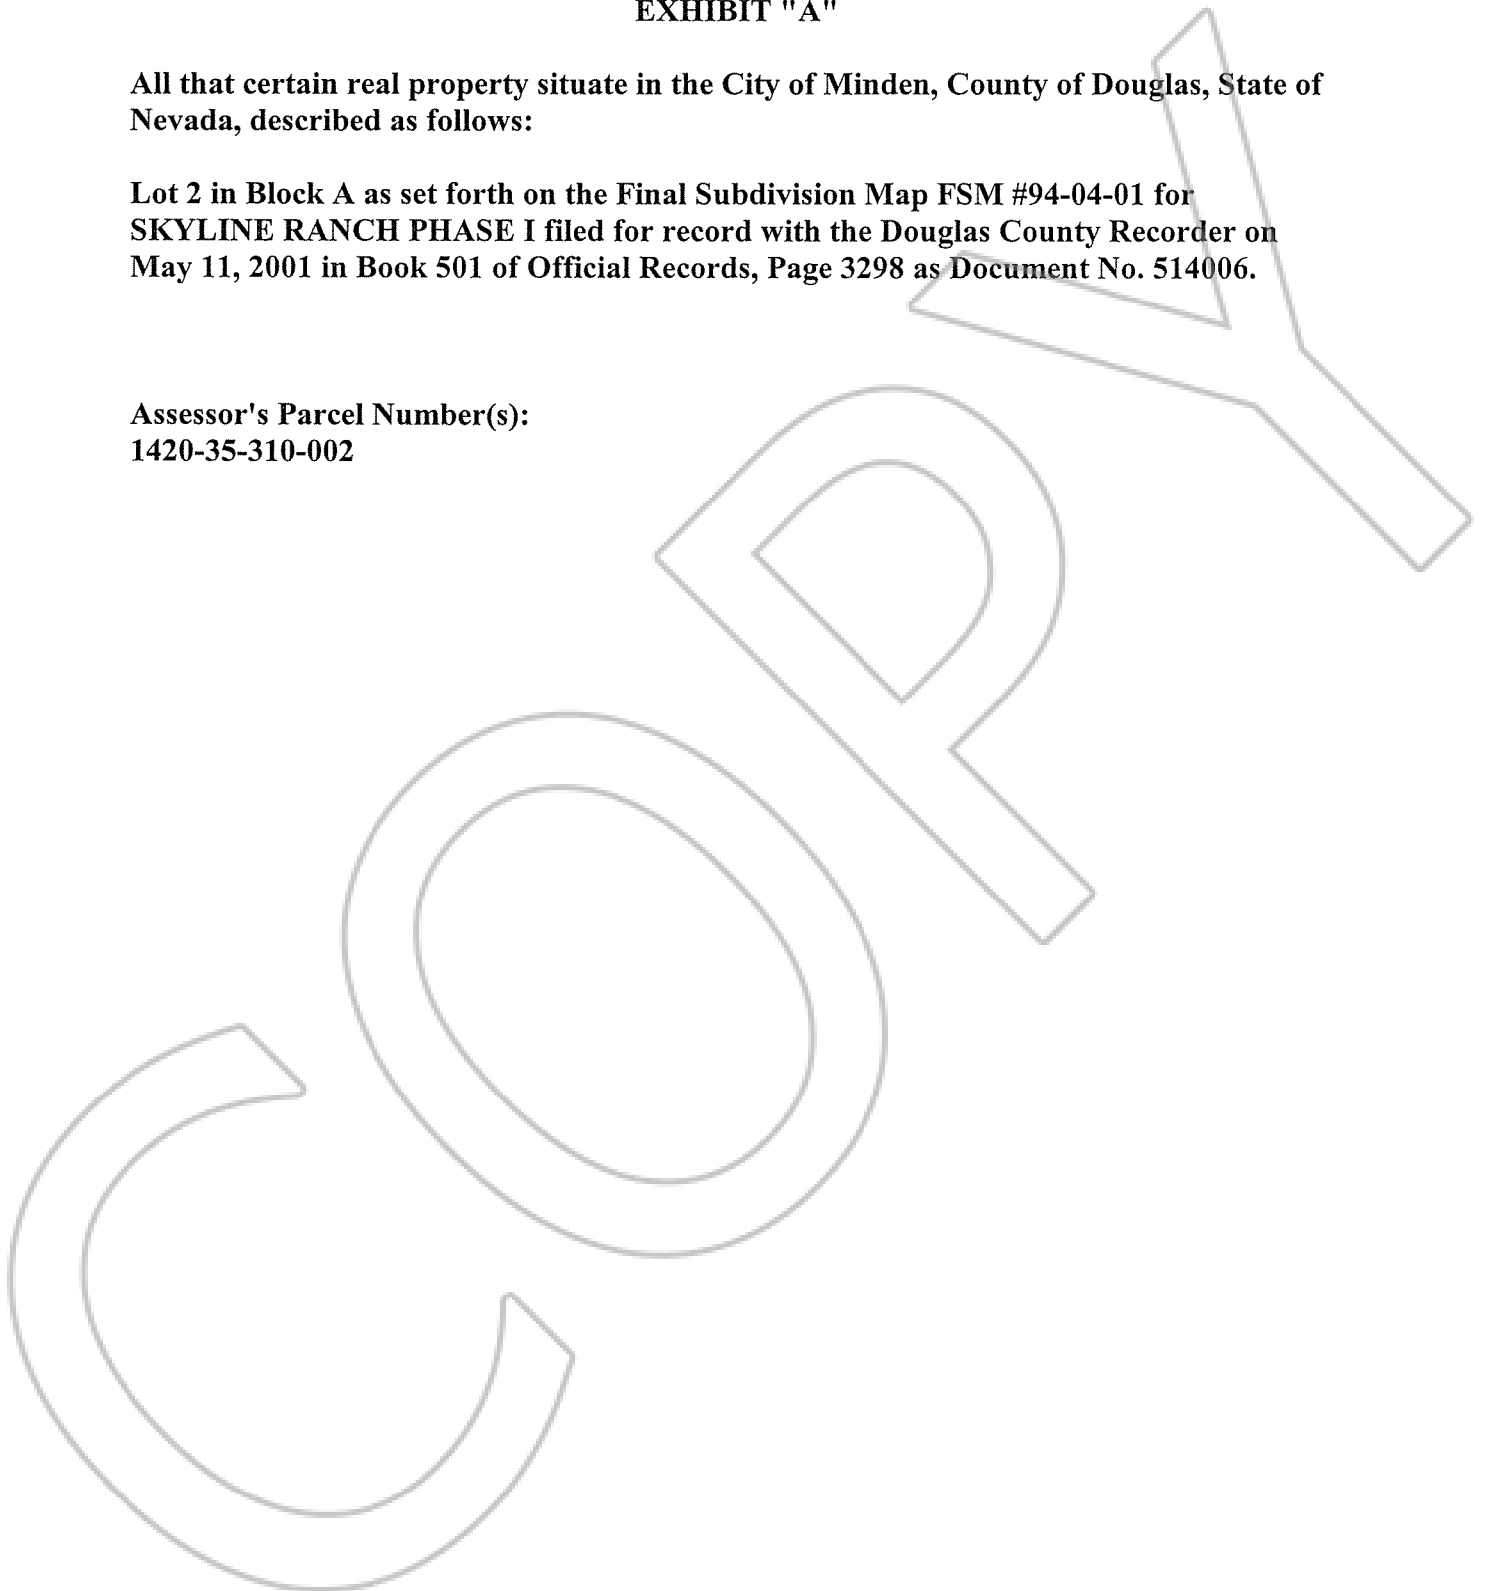 EXHIBIT "A"
All that certain real property situate in the City of Minden, County of Douglas, State of
Nevada, described as follows:
Lot 2 in Block A as set forth on the Final Subdivision Map FSM #94-04-01 for
SKYLINE RANCH PHASE I filed for record with the Douglas County Recorder on
May 11, 2001 in Book 501 of Official Records, Page 3298 as Document No. 514006.
Assessor's Parcel Number(s):
1420-35-310-002
COPY